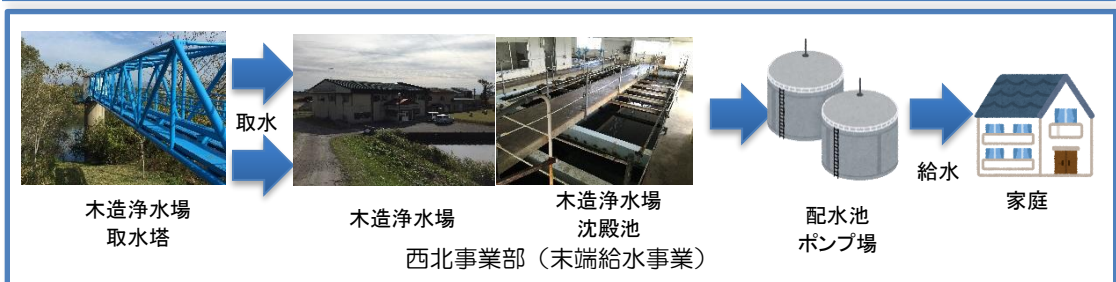 取水
木造浄水場
取水塔
木造浄水場
木造浄水場
沈殿池
配水池
ポンプ場
給水
家庭
西北事業部（末端給水事業）